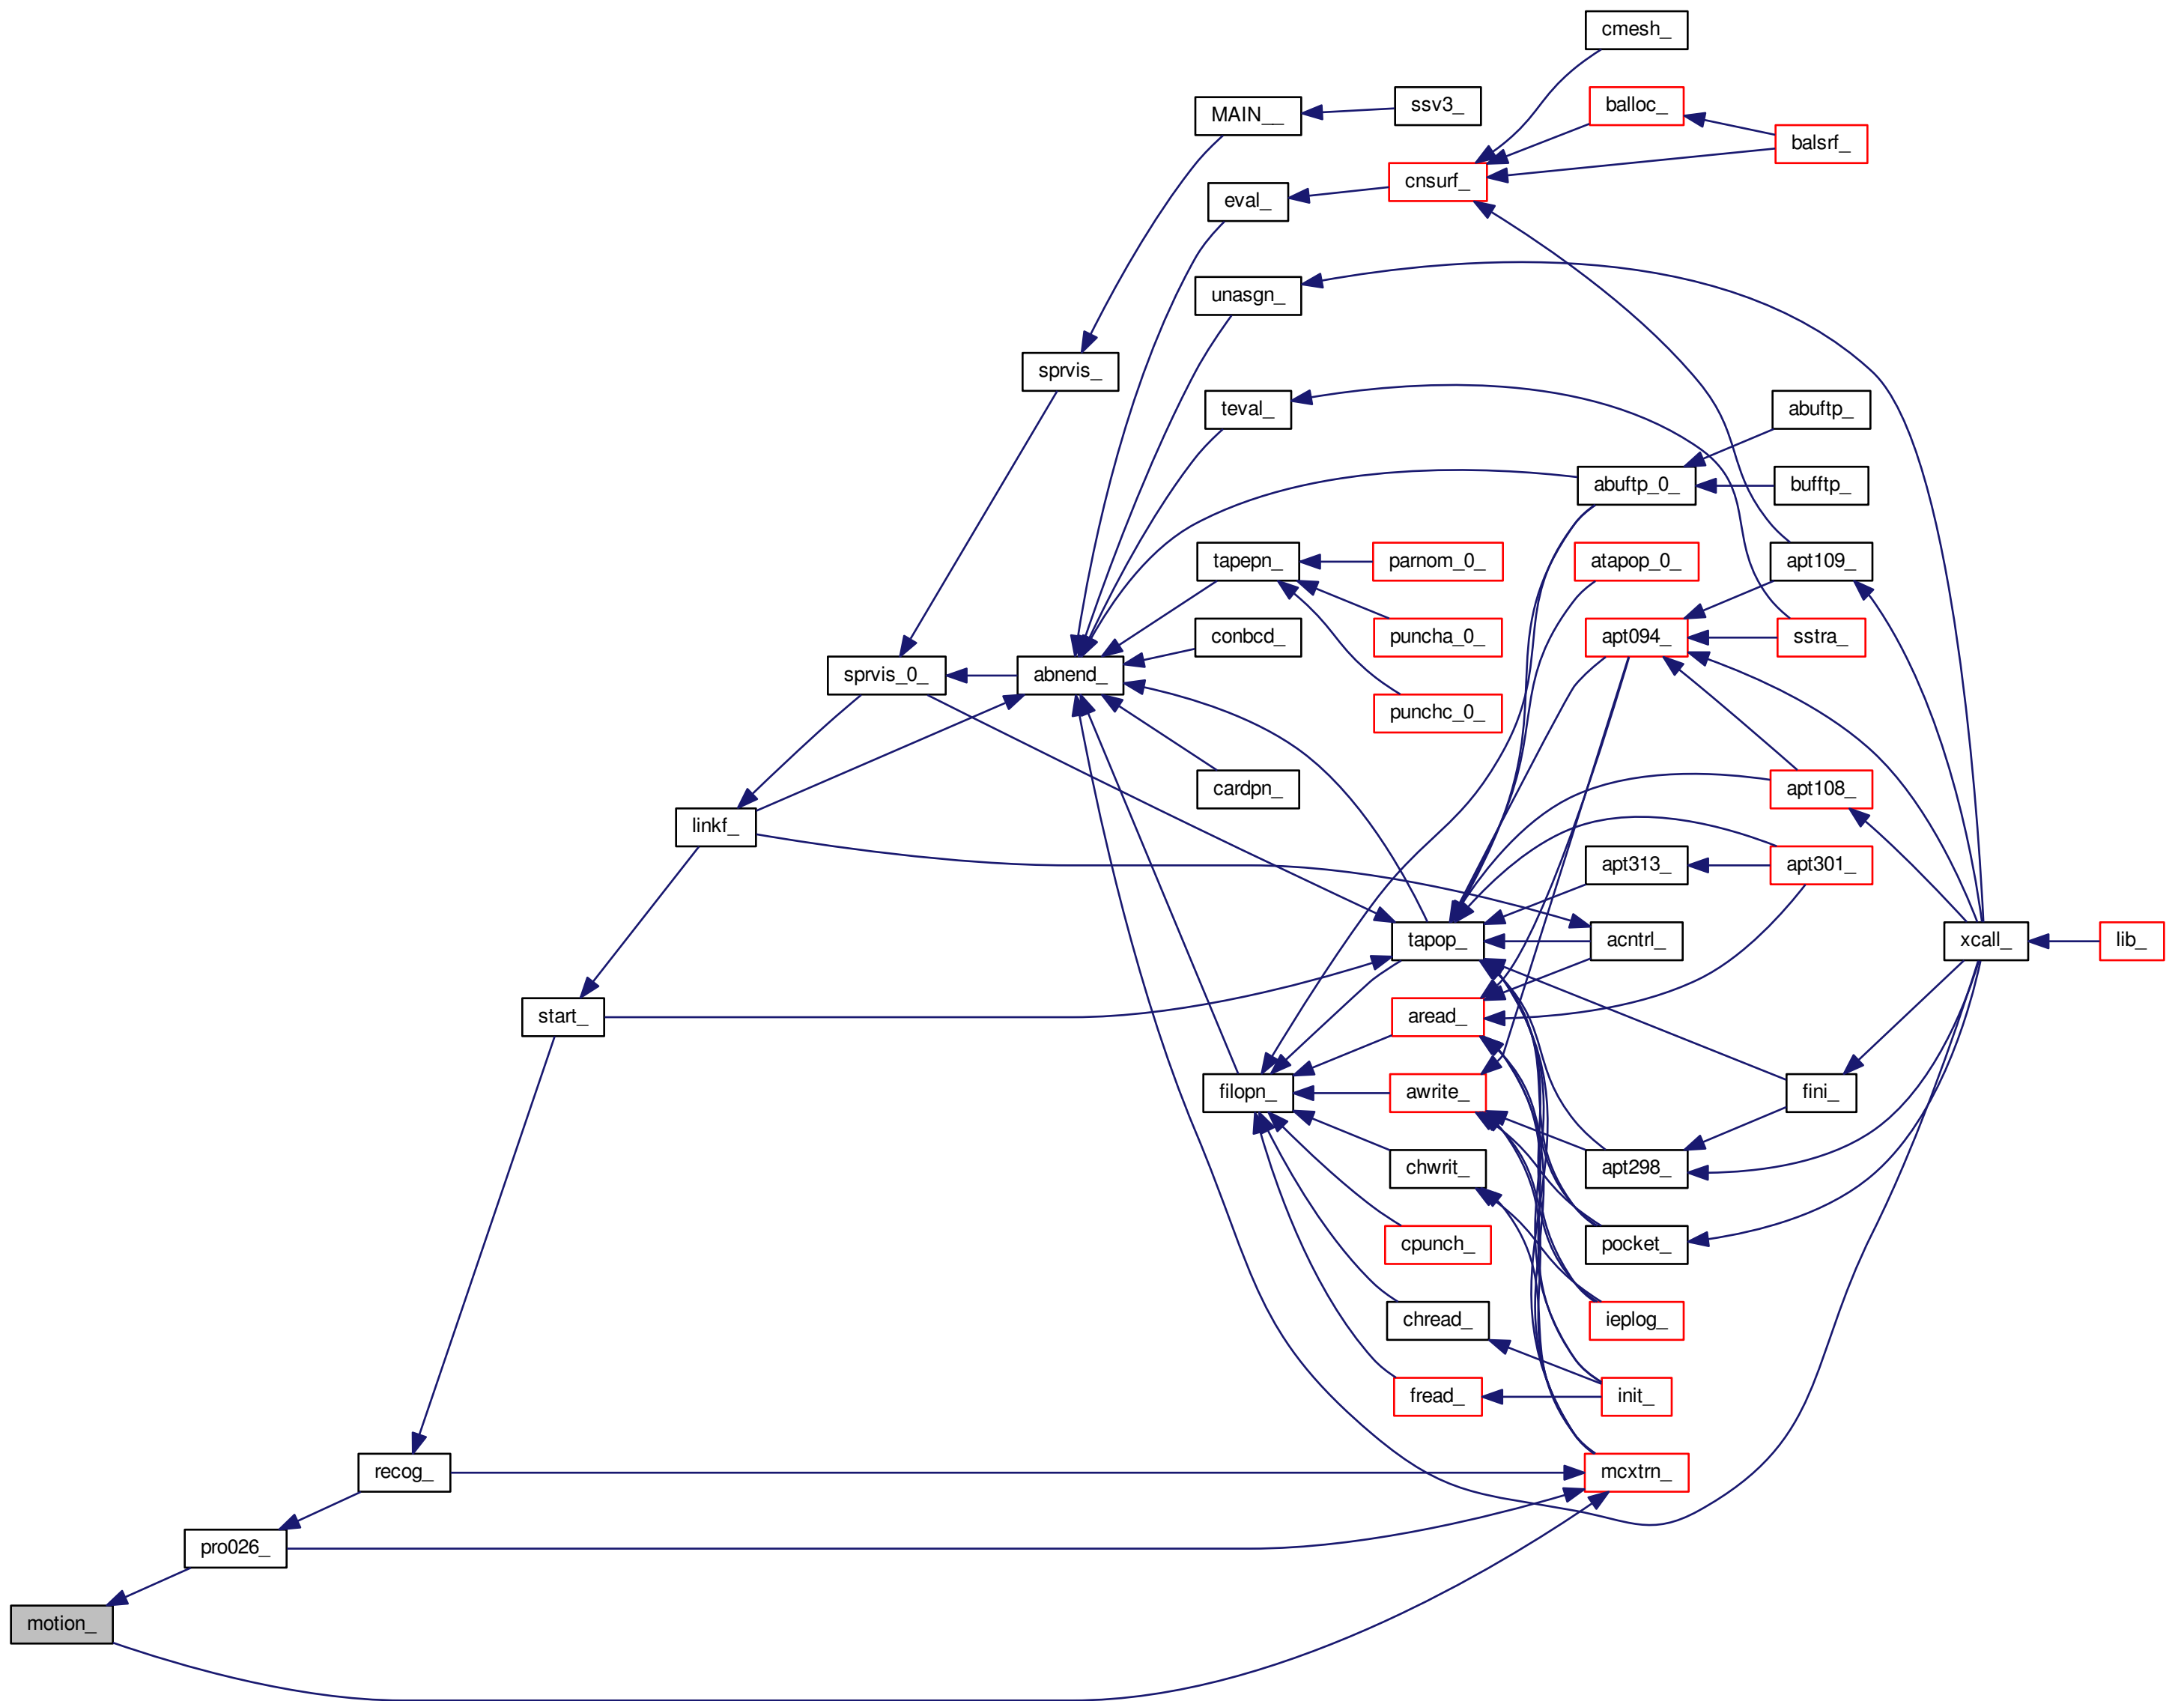 cmesh_
MAIN__
ssv3_
balloc_
balsrf_
cnsurf_
eval_
unasgn_
sprvis_
teval_
abuftp_
abuftp_0_
bufftp_
tapepn_
parnom_0_
atapop_0_
apt109_
conbcd_
puncha_0_
apt094_
sstra_
sprvis_0_
abnend_
punchc_0_
cardpn_
apt108_
linkf_
apt313_
apt301_
tapop_
acntrl_
xcall_
lib_
start_
aread_
filopn_
awrite_
fini_
chwrit_
apt298_
cpunch_
pocket_
chread_
ieplog_
fread_
init_
recog_
mcxtrn_
pro026_
motion_